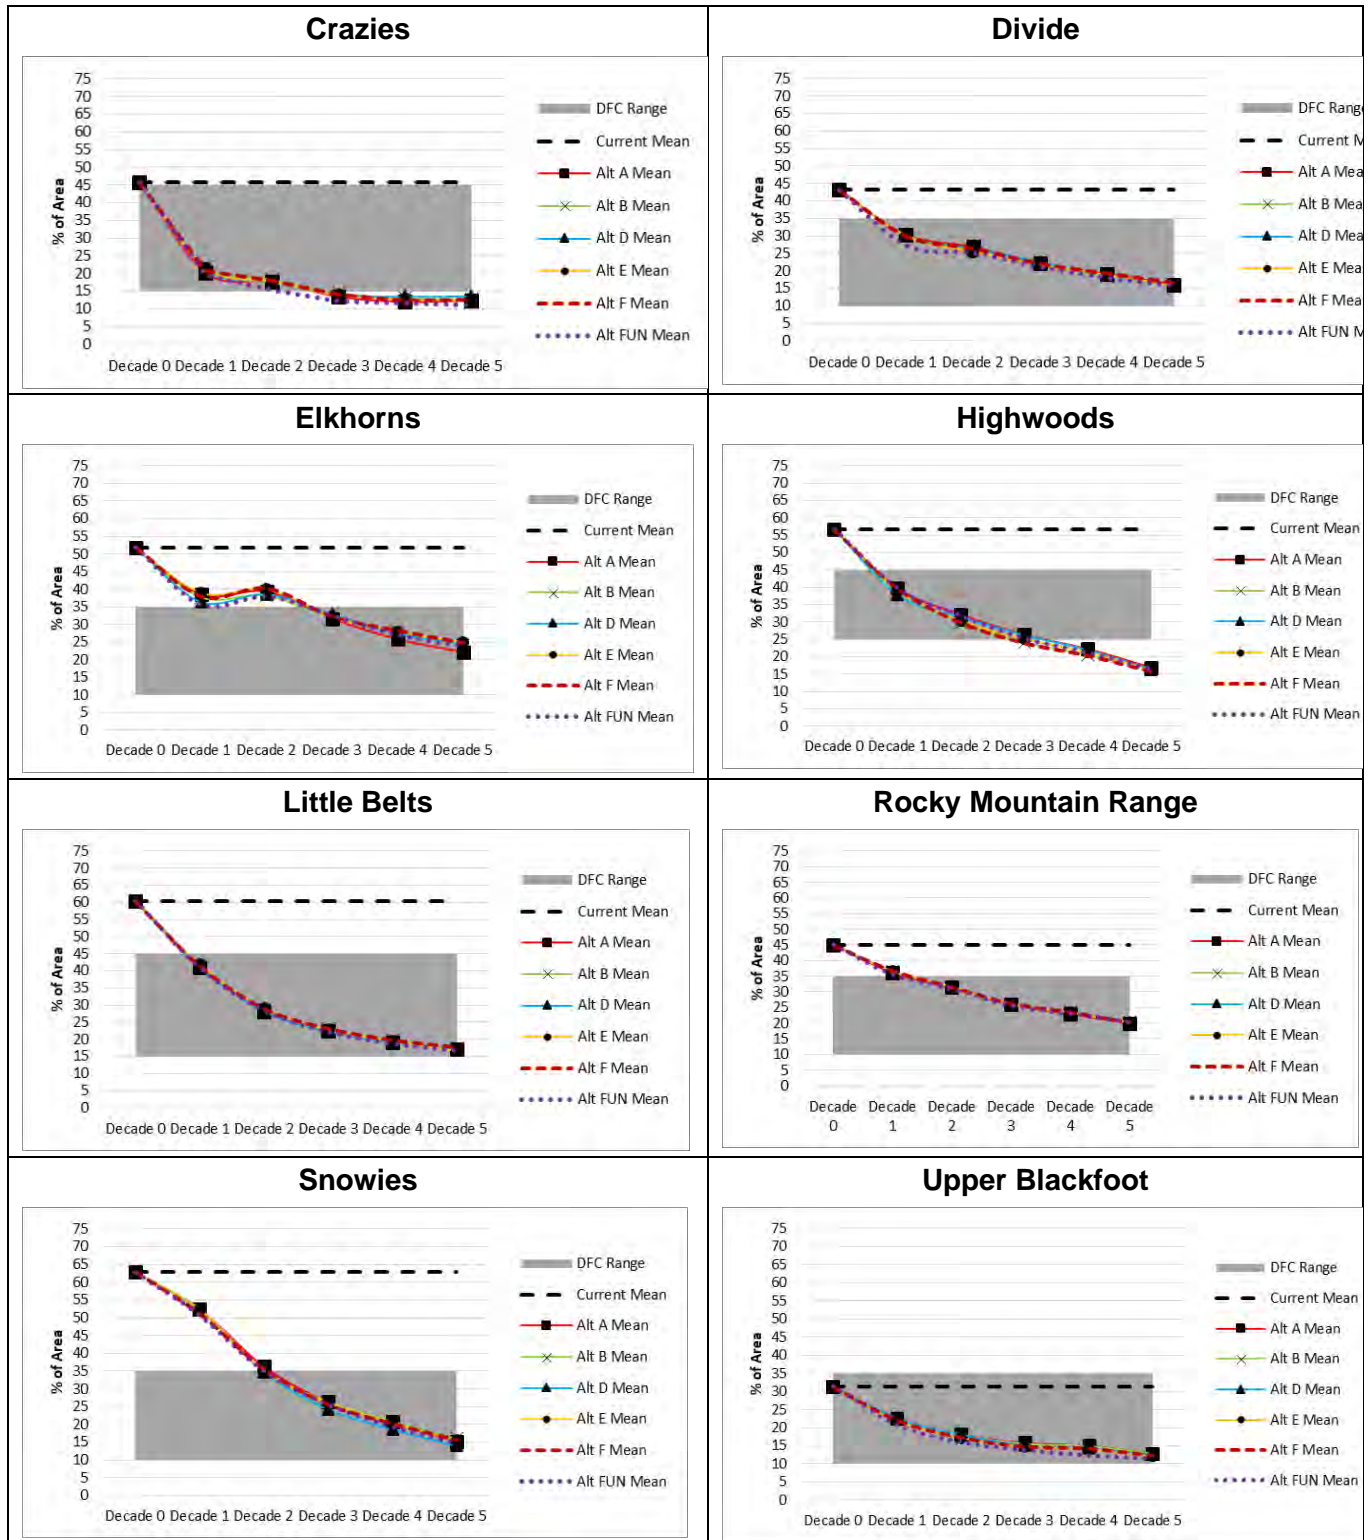 Crazies
75
70
65
60
55
50
45
40
35
30
25
20
15
10
5
0
% of Area
Decade 0 Decade 1 Decade 2 Decade 3 Decade 4 Decade 5
DFC Range
Current Mean
Alt A Mean
Alt B Mean
Alt D Mean
Alt E Mean
Alt F Mean
Alt FUN Mean
Divide
75
70
65
60
55
50
45
40
35
30
25
20
15
10
5
0
% of Area
Decade 0 Decade 1 Decade 2 Decade 3 Decade 4 Decade 5
DFC Rang
Current M
Alt A Mea
Alt B Mea
Alt D Mea
Alt E Mea
Alt F Mea
Alt FUN M
Elkhorns
75
70
65
60
55
50
45
40
35
30
25
20
15
10
5
0
% of Area
Decade 0 Decade 1 Decade 2 Decade 3 Decade 4 Decade 5
DFC Range
Current Mean
Alt A Mean
Alt B Mean
Alt D Mean
Alt E Mean
Alt F Mean
Alt FUN Mean
Highwoods
75
70
65
60
55
50
45
40
35
30
25
20
15
10
5
0
% of Area
Decade 0 Decade 1 Decade 2 Decade 3 Decade 4 Decade 5
DFC Range
Current Mean
Alt A Mean
Alt B Mean
Alt D Mean
Alt E Mean
Alt F Mean
Alt FUN Mean
Little Belts
75
70
65
60
55
50
45
40
35
30
25
20
15
10
5
0
% of Area
Decade 0 Decade 1 Decade 2 Decade 3 Decade 4 Decade 5
DFC Range
Current Mean
Alt A Mean
Alt B Mean
Alt D Mean
Alt E Mean
Alt F Mean
Alt FUN Mean
Rocky Mountain Range
75
70
65
60
55
50
45
40
35
30
25
20
15
10
5
0
% of Area
Decade Decade Decade Decade Decade Decade
0 1 2 3 4 5
DFC Range
Current Mean
Alt A Mean
Alt B Mean
Alt D Mean
Alt E Mean
Alt F Mean
Alt FUN Mean
Snowies
75
70
65
60
55
50
45
40
35
30
25
20
15
10
5
0
% of Area
Decade 0 Decade 1 Decade 2 Decade 3 Decade 4 Decade 5
DFC Range
Current Mean
Alt A Mean
Alt B Mean
Alt D Mean
Alt E Mean
Alt F Mean
Alt FUN Mean
Upper Blackfoot
75
70
65
60
55
50
45
40
35
30
25
20
15
10
5
0
% of Area
Decade 0 Decade 1 Decade 2 Decade 3 Decade 4 Decade 5
DFC Range
Current Mean
Alt A Mean
Alt B Mean
Alt D Mean
Alt E Mean
Alt F Mean
Alt FUN Mean